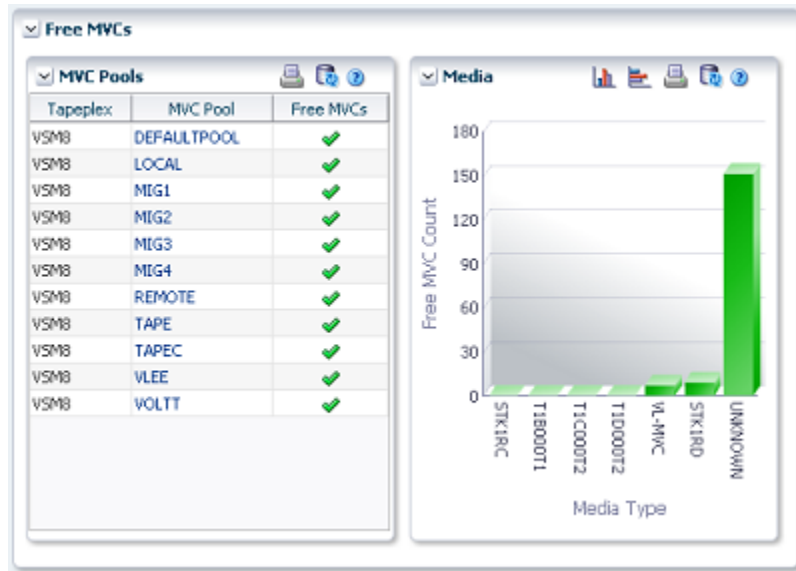 Free MVCs
MVC Pools
Tapeplex MVC Pool Free MVCs
VSM8 DEFAULTPOOL
VSM8 LOCAL
VSM8 MIG1
VSM8 MIG2
VSM8 MIG3
VSM8 MIG4
VSM8 REMOTE
VSM8 TAPE
VSM8 TAPEC
VSM8 VLEE
VSM8 VOLTT
Media
Free MVC Count
180
150
120
90
60
30
0
STK1RC
T1B000T1
T1C000T2
T1D000T2
VL-MVC
STK1RD
UNKNOWN
Media Type